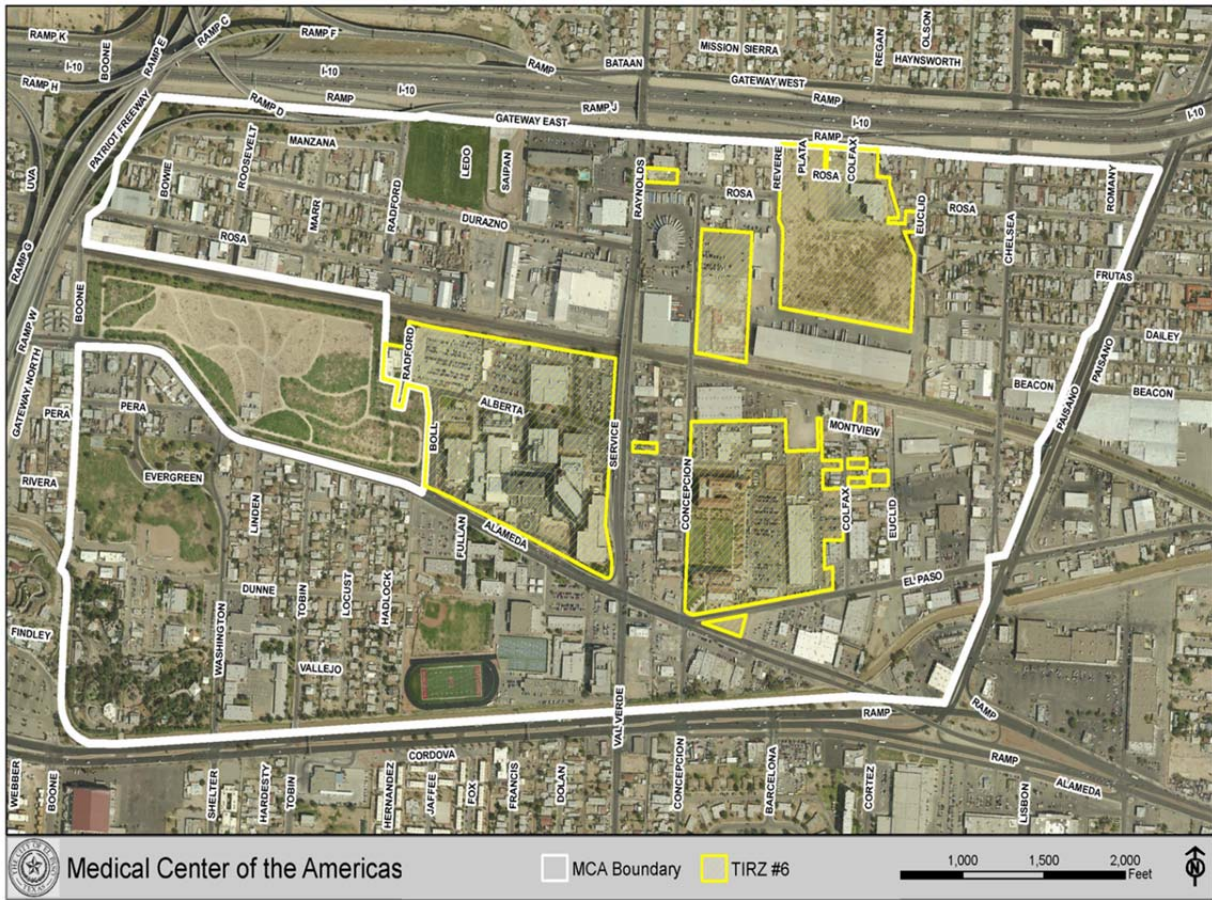 RAMP K
BOONE
RAMP E
RAMP C
RAMP F
RAMP
BATAAN
MISSION SIERRA
REGAN
OLSON
HAYNSWORTH
I-10
I-10
RAMP H
I-10
GATEWAY WEST
RAMP
RAMP D
RAMP
RAMP J
I-10
I-10
PATRIOT FREEWAY
GATEWAY EAST
RAMP
UVA
BOWIE
ROOSEVELT
MANZANA
MARR
RADFORD
LEDO
SAIPAN
RAYNOLDS
ROSA
REVERE
PLATA
ROSA
COLFAX
EUCLID
ROSA
CHELSEA
ROMANY
DURAZNO
ROSA
RAMP G
FRUTAS
RAMP W
BOONE
RADFORD
DAILEY
PAISANO
GATEWAY NORTH
BEACON
BEACON
PERA
PERA
ALBERTA
PAISANO
BOLL
SERVICE
MONTVIEW
RIVERA
EVERGREEN
LINDEN
CONCEPCION
COLFAX
EUCLID
FULLAN
ALAMEDA
EL PASO
DUNNE
TOBIN
LOCUST
HADLOCK
FINDLEY
WASHINGTON
VALLEJO
VAL VERDE
RAMP
RAMP
CORDOVA
RAMP
ALAMEDA
WEBBER
BOONE
SHELTER
HARDESTY
TOBIN
HERNANDEZ
JAFFEE
FOX
FRANCIS
DOLAN
CONCEPCION
BARCELONA
CORTEZ
LISBON
Medical Center of the Americas
MCA Boundary
TIRZ #6
1,000
1,500
2,000
Feet
N